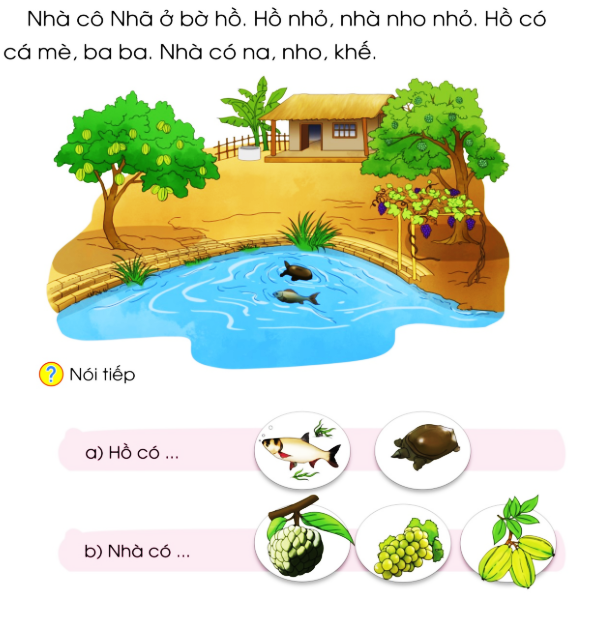 Nhà cô Nhã ở bờ hồ. Hồ nhỏ, nhà nho nhỏ. Hồ có
cá mè, ba ba. Nhà có na, nho, khế.
? Nói tiếp
a) Hồ có ...
b) Nhà có ...